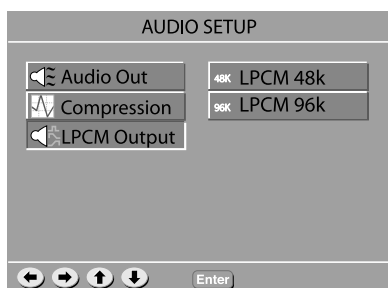 AUDIO SETUP
Audio Out
Compression
LPCM Output
48K LPCM 48k
96K LPCM 96k
Enter